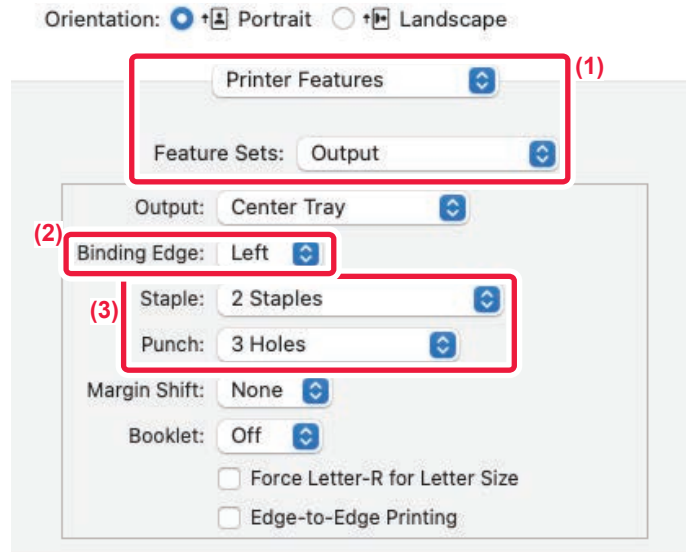 Orientation: Portrait Landscape
(1)
Printer Features
Feature Sets: Output
Output: Center Tray
(2)
Binding Edge: Left
(3)
Staple: 2 Staples
Punch: 3 Holes
Margin Shift: None
Booklet: Off
Force Letter-R for Letter Size
Edge-to-Edge Printing